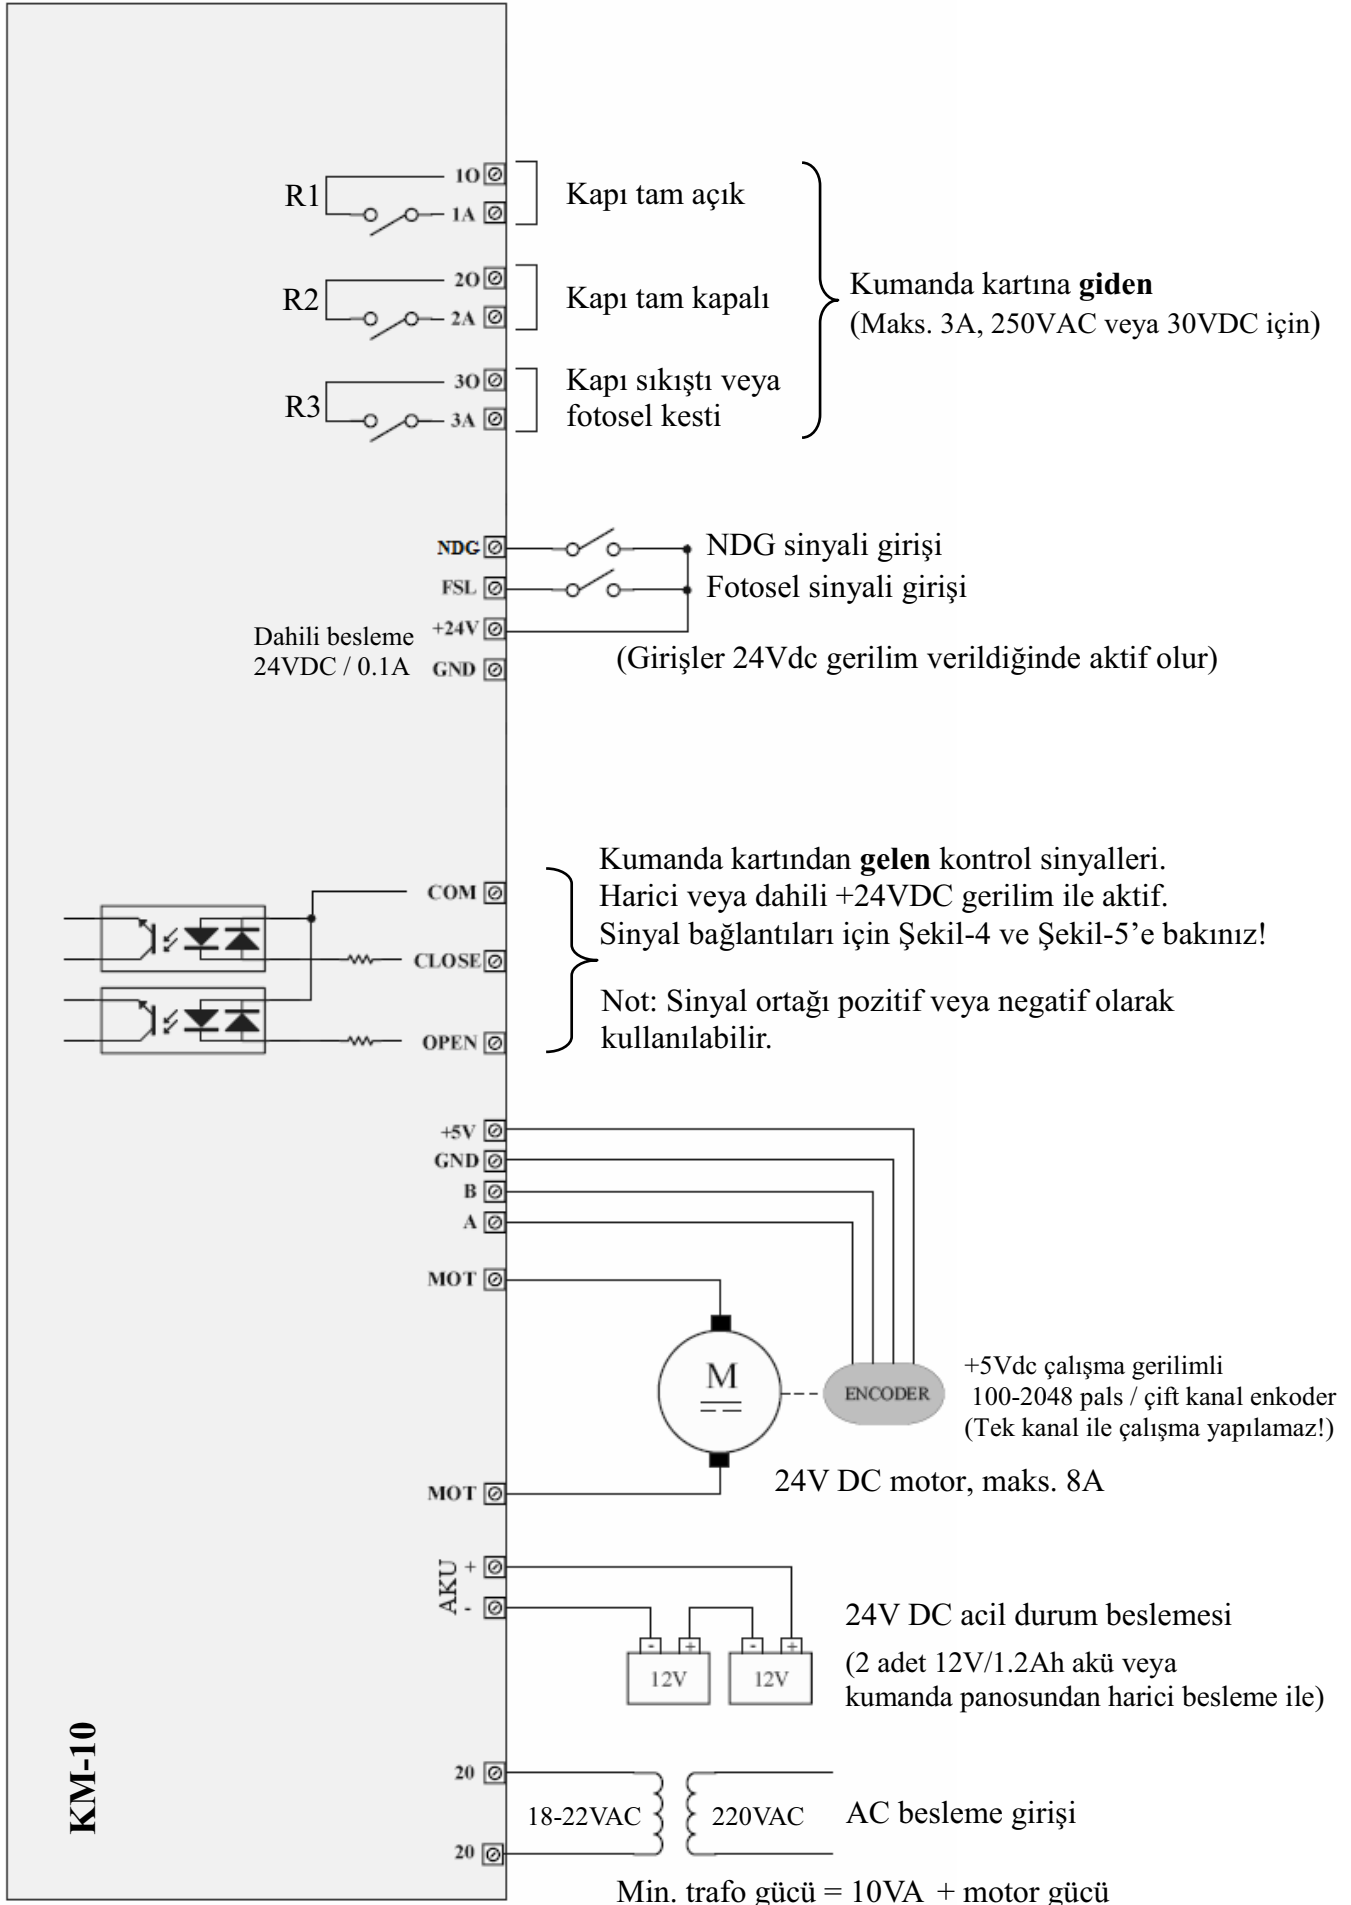 R1
1O
1A
Kapı tam açık
R2
2O
2A
Kapı tam kapalı
R3
3O
3A
Kapı sıkıştı veya
fotosel kesti
Kumanda kartına giden
(Maks. 3A, 250VAC veya 30VDC için)
NDG
NDG sinyali girişi
FSL
Fotosel sinyali girişi
Dahili besleme
24VDC / 0.1A
+24V
GND
(Girişler 24Vdc gerilim verildiğinde aktif olur)
COM
CLOSE
OPEN
Kumanda kartından gelen kontrol sinyalleri.
Harici veya dahili +24VDC gerilim ile aktif.
Sinyal bağlantıları için Şekil-4 ve Şekil-5’e bakınız!
Not: Sinyal ortağı pozitif veya negatif olarak
kullanılabilir.
+5V
GND
B
A
MOT
M
ENCODER
+5Vdc çalışma gerilimli
100-2048 pals / çift kanal enkoder
(Tek kanal ile çalışma yapılamaz!)
24V DC motor, maks. 8A
MOT
AKU
+
-
- +
- +
12V
12V
24V DC acil durum beslemesi
(2 adet 12V/1.2Ah akü veya
kumanda panosundan harici besleme ile)
KM-10
20
18-22VAC
220VAC
AC besleme girişi
20
Min. trafo gücü = 10VA + motor gücü